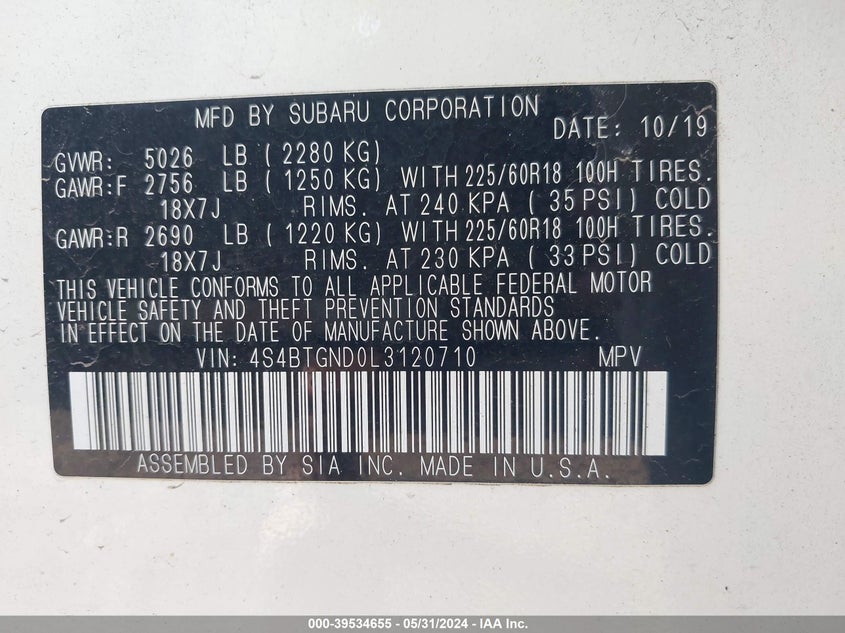 MFD BY SUBARU CORPORATION
DATE: 10/19
GVWR: 5026 LB ( 2280 KG)
GAWR:F 2756 LB ( 1250 KG) WITH 225/60R18 100H TIRES.
18X7J RIMS. AT 240 KPA ( 35 PSI) COLD
GAWR:R 2690 LB ( 1220 KG) WITH 225/60R18 100H TIRES.
18X7J RIMS. AT 230 KPA ( 33 PSI) COLD
THIS VEHICLE CONFORMS TO ALL APPLICABLE FEDERAL MOTOR
VEHICLE SAFETY AND THEFT PREVENTION STANDARDS
IN EFFECT ON THE DATE OF MANUFACTURE SHOWN ABOVE.
VIN: 4S4BTGND0L3120710 MPV
ASSEMBLED BY SIA INC. MADE IN U.S.A.
000-39534655 - 05/31/2024 - IAA Inc.